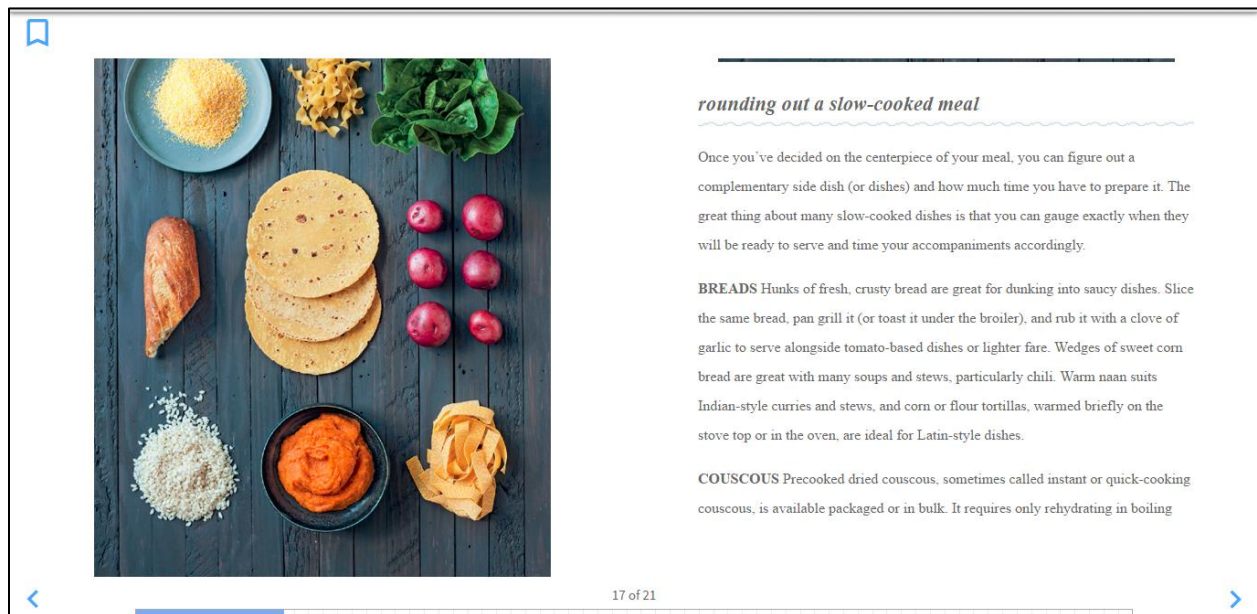 rounding out a slow-cooked meal
Once you've decided on the centerpiece of your meal, you can figure out a
complementary side dish (or dishes) and how much time you have to prepare it. The
great thing about many slow-cooked dishes is that you can gauge exactly when they
will be ready to serve and time your accompaniments accordingly.
BREADS Hunks of fresh, crusty bread are great for dunking into saucy dishes. Slice
the same bread, pan grill it (or toast it under the broiler), and rub it with a clove of
garlic to serve alongside tomato-based dishes or lighter fare. Wedges of sweet corn
bread are great with many soups and stews, particularly chili. Warm naan suits
Indian-style curries and stews, and corn or flour tortillas, warmed briefly on the
stove top or in the oven, are ideal for Latin-style dishes.
COUSCOUS Precooked dried couscous, sometimes called instant or quick-cooking
couscous, is available packaged or in bulk. It requires only rehydrating in boiling
17 of 21